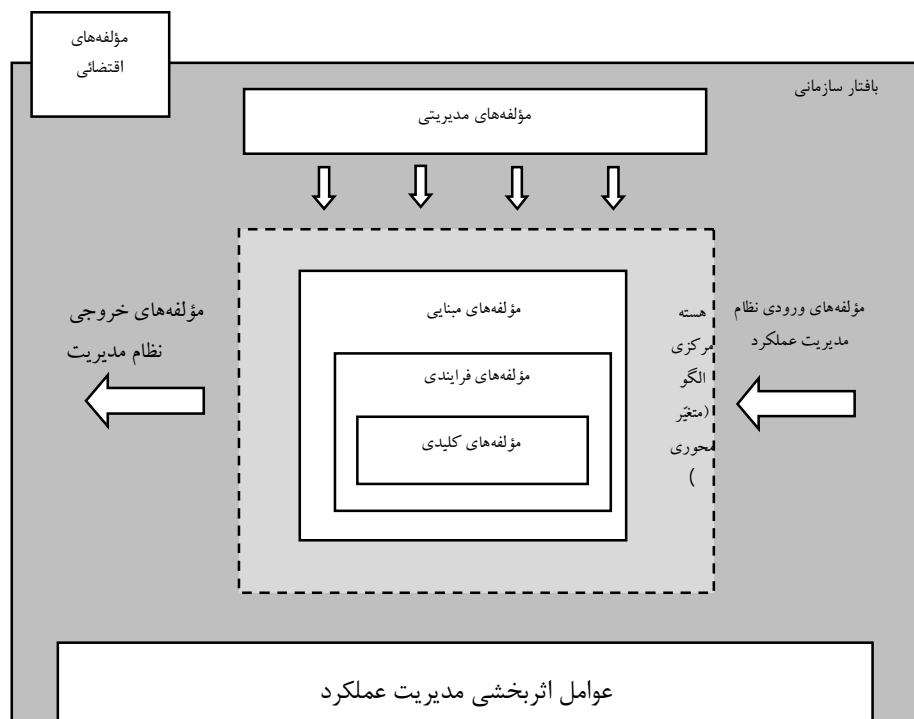 مؤلفه‌های
اقتضائی
بافتار سازمانی
مؤلفه‌های مدیریتی
مؤلفه‌های ورودی نظام
مدیریت عملکرد
هسته
مرکزی
الگو
(متغیّر
محوری
)
مؤلفه‌های مبنایی
مؤلفه‌های فرایندی
مؤلفه‌های کلیدی
مؤلفه‌های خروجی
نظام مدیریت
عوامل اثربخشی مدیریت عملکرد